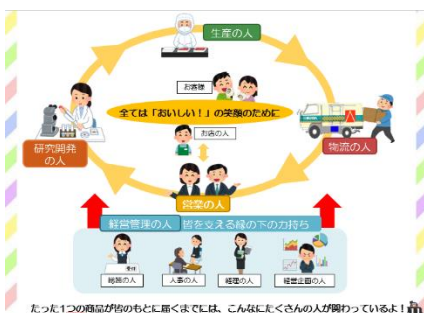 生産の人
お客様
全ては「おいしい！」の笑顔のために
お店の人
研究開発
の人
物流の人
営業の人
経営管理の人 皆を支える縁の下の力持ち
受付
総務の人
人事の人
経理の人
経営企画の人
たった1つの商品が皆のもとに届くまでには、こんなにたくさんの人が関わっているよ！